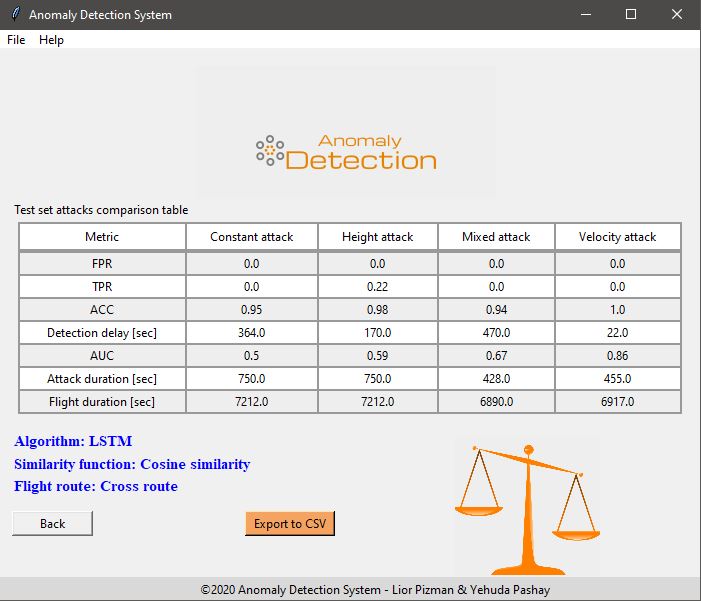 Anomaly Detection System
File Help
Anomaly
Detection
Test set attacks comparison table
Metric Constant attack Height attack Mixed attack Velocity attack
FPR 0.0 0.0 0.0 0.0
TPR 0.0 0.22 0.0 0.0
ACC 0.95 0.98 0.94 1.0
Detection delay [sec] 364.0 170.0 470.0 22.0
AUC 0.5 0.59 0.67 0.86
Attack duration [sec] 750.0 750.0 428.0 455.0
Flight duration [sec] 7212.0 7212.0 6890.0 6917.0
Algorithm: LSTM
Similarity function: Cosine similarity
Flight route: Cross route
Back Export to CSV
©2020 Anomaly Detection System - Lior Pizman & Yehuda Pashay